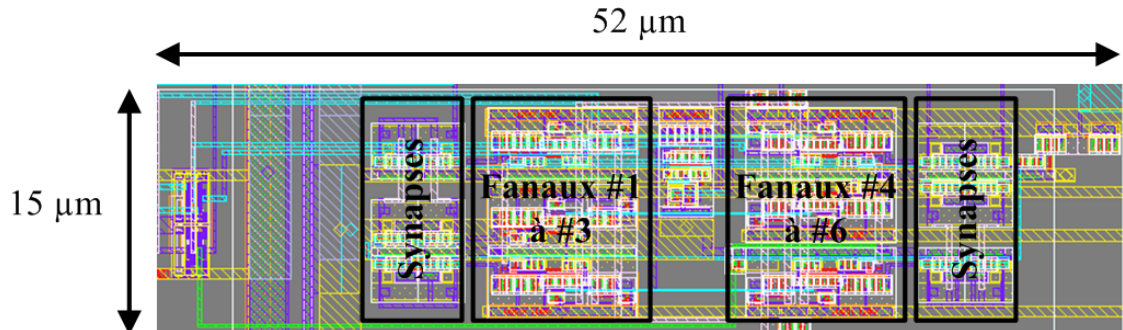 52 µm
15 µm
Synapses
Fanaux #1
à #3
Fanaux #4
à #6
Synapses